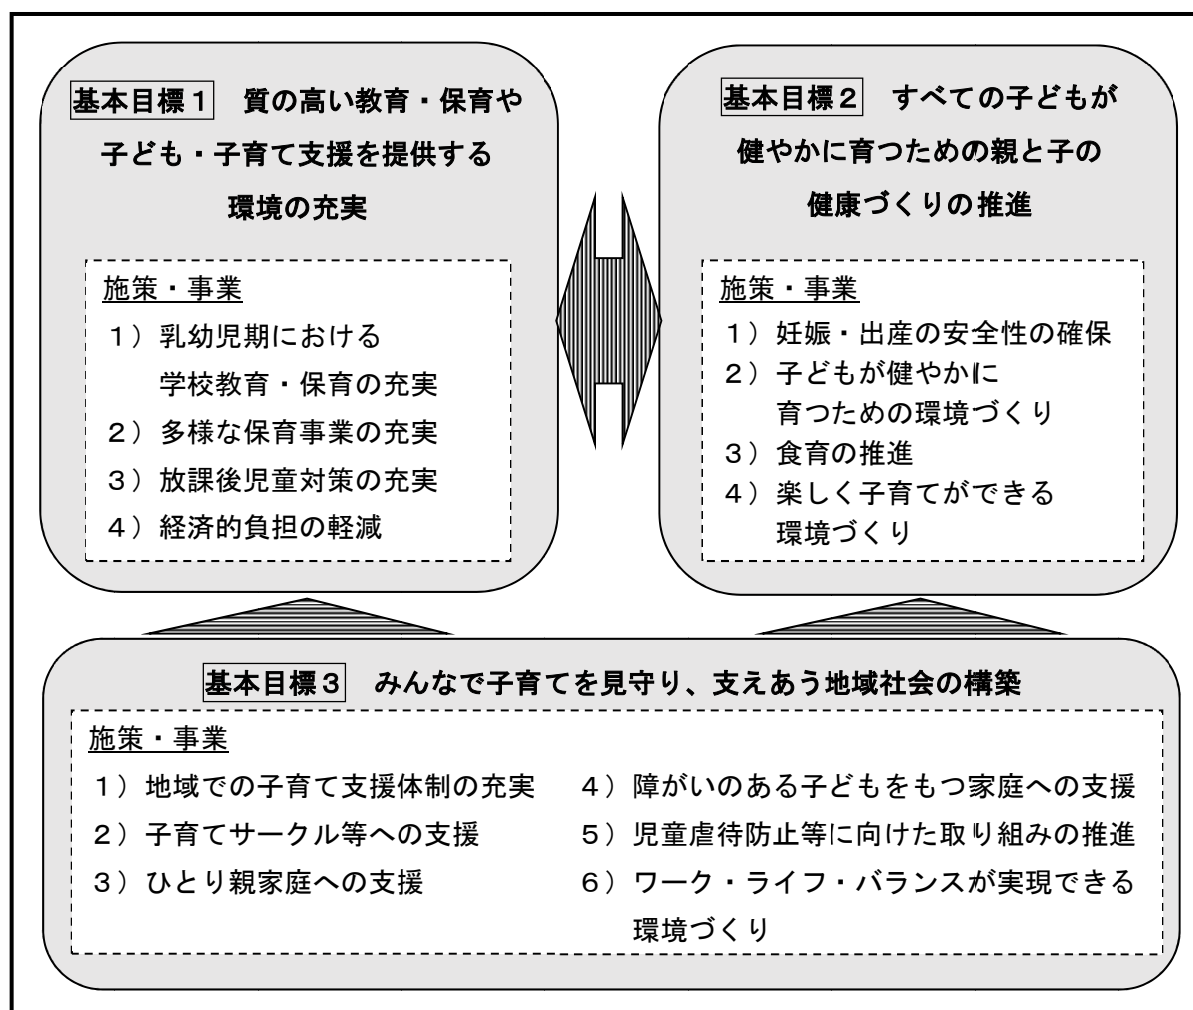 基本目標１　質の高い教育・保育や
子ども・子育て支援を提供する
環境の充実
施策・事業
１）乳幼児期における
学校教育・保育の充実
２）多様な保育事業の充実
３）放課後児童対策の充実
４）経済的負担の軽減
基本目標２　すべての子どもが
健やかに育つための親と子の
健康づくりの推進
施策・事業
１）妊娠・出産の安全性の確保
２）子どもが健やかに
育つための環境づくり
３）食育の推進
４）楽しく子育てができる
環境づくり
基本目標３　みんなで子育てを見守り、支えあう地域社会の構築
施策・事業
１）地域での子育て支援体制の充実
２）子育てサークル等への支援
３）ひとり親家庭への支援
４）障がいのある子どもをもつ家庭への支援
５）児童虐待防止等に向けた取り組みの推進
６）ワーク・ライフ・バランスが実現できる
環境づくり